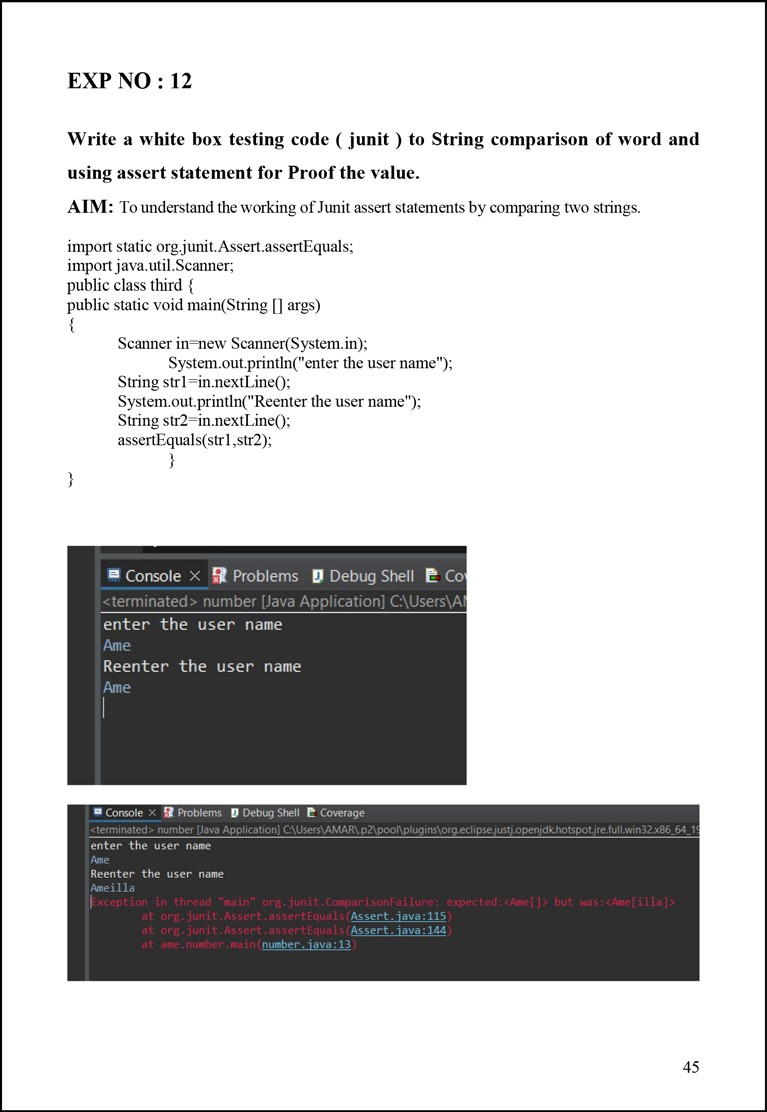 EXP NO : 12
Write a white box testing code ( junit ) to String comparison of word and
using assert statement for Proof the value.
AIM: To understand the working of Junit assert statements by comparing two strings.
import static org.junit.Assert.assertEquals;
import java.util.Scanner;
public class third {
public static void main(String [] args)
{
Scanner in=new Scanner(System.in);
System.out.println("enter the user name");
String str1=in.nextLine();
System.out.println("Reenter the user name");
String str2=in.nextLine();
assertEquals(str1,str2);
}
}
Console × Problems Debug Shell Co
<terminated> number [Java Application] C:\Users\A
enter the user name
Ame
Reenter the user name
Ame
Console × Problems Debug Shell Coverage
<terminated> number [Java Application] C:\Users\AMAR\.p2\pool\plugins\org.eclipse.justj.openjdk.hotspot.jre.full.win32.x86_64_19
enter the user name
Ame
Reenter the user name
Ameilla
Exception in thread "main" org.junit.ComparisonFailure: expected:<Ame[]> but was:<Ame[illa]>
at org.junit.Assert.assertEquals(Assert.java:115)
at org.junit.Assert.assertEquals(Assert.java:144)
at ame.number.main(number.java:13)
45